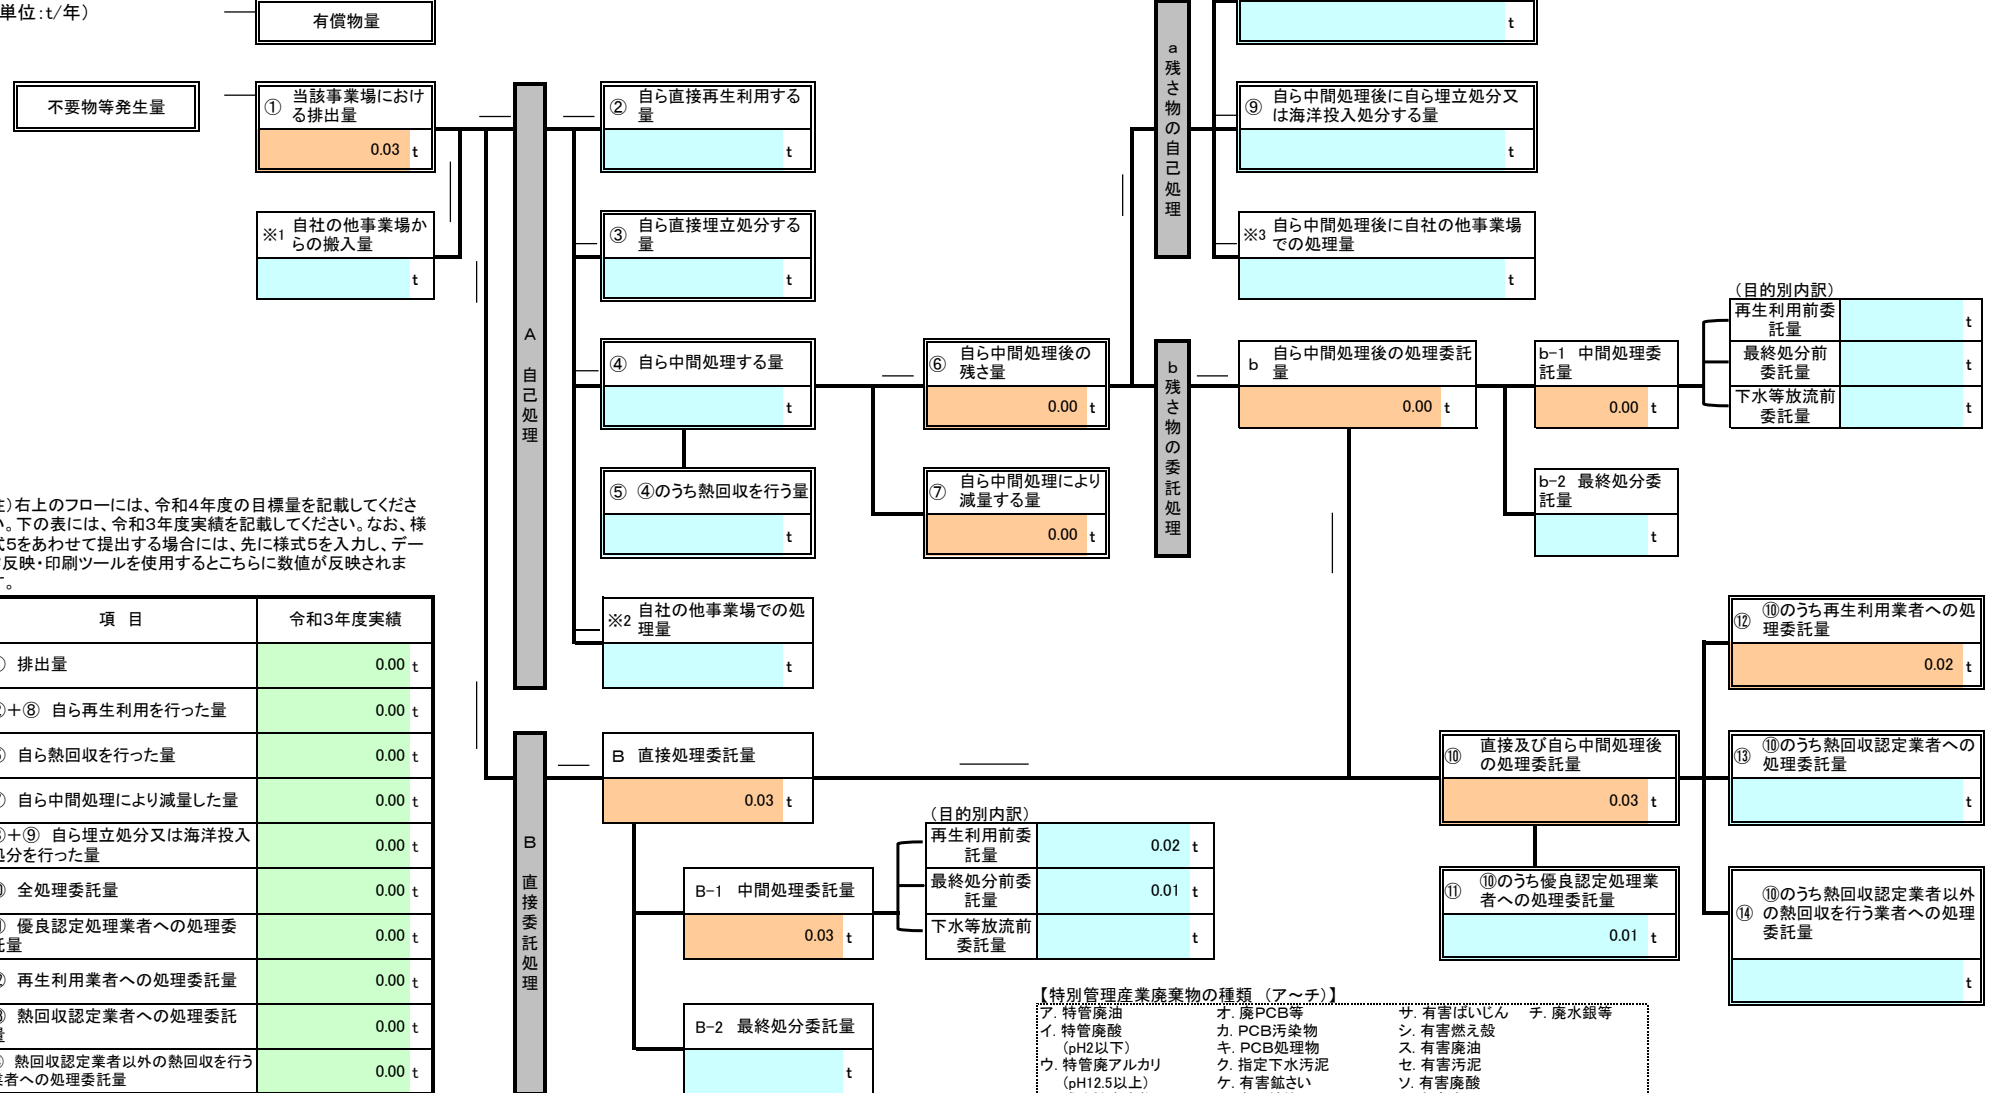 単位:t/年)
有償物量
不要物等発生量
① 当該事業場におけ
る排出量
0.03 t
※1 自社の他事業場か
らの搬入量
t
A 自己処理
② 自ら直接再生利用する
量
t
③ 自ら直接埋立処分する
量
t
④ 自ら中間処理する量
t
⑤ ④のうち熱回収を行う量
t
※2 自社の他事業場での処
理量
t
⑥ 自ら中間処理後の
残さ量
0.00 t
⑦ 自ら中間処理により
減量する量
0.00 t
a 残さ物の自己処理
t
⑨ 自ら中間処理後に自ら埋立処分又
は海洋投入処分する量
t
※3 自ら中間処理後に自社の他事業場
での処理量
t
b 残さ物の委託処理
b 自ら中間処理後の処理委託
量
0.00 t
b-1 中間処理委
託量
0.00 t
b-2 最終処分委
託量
t
(目的別内訳)
再生利用前委
託量
t
最終処分前
委託量
t
下水等放流前
委託量
t
)右上のフローには、令和4年度の目標量を記載してくださ
。下の表には、令和3年度実績を記載してください。なお、様
5をあわせて提出する場合には、先に様式5を入力し、デー
反映・印刷ツールを使用するとこちらに数値が反映されま
。
項 目 令和3年度実績
排出量 0.00 t
+⑧ 自ら再生利用を行った量 0.00 t
自ら熱回収を行った量 0.00 t
自ら中間処理により減量した量 0.00 t
+⑨ 自ら埋立処分又は海洋投入
処分を行った量 0.00 t
全処理委託量 0.00 t
優良認定処理業者への処理委
託量 0.00 t
再生利用業者への処理委託量 0.00 t
熱回収認定業者への処理委託
量 0.00 t
熱回収認定業者以外の熱回収を行う
業者への処理委託量 0.00 t
B 直接委託処理
B 直接処理委託量
0.03 t
B-1 中間処理委託量
0.03 t
B-2 最終処分委託量
t
(目的別内訳)
再生利用前委
託量
0.02 t
最終処分前委
託量
0.01 t
下水等放流前
委託量
t
⑩ 直接及び自ら中間処理後
の処理委託量
0.03 t
⑪ ⑩のうち優良認定処理業
者への処理委託量
0.01 t
⑫ ⑩のうち再生利用業者への処
理委託量
0.02 t
⑬ ⑩のうち熱回収認定業者への
処理委託量
t
⑭ ⑩のうち熱回収認定業者以外
の熱回収を行う業者への処理
委託量
t
【特別管理産業廃棄物の種類 (ア~チ)】
ア. 特管廃油 オ. 廃PCB等 サ. 有害ばいじん チ. 廃水銀等
イ. 特管廃酸 カ. PCB汚染物 シ. 有害燃え殻
(pH2以下) キ. PCB処理物 ス. 有害廃油
ウ. 特管廃アルカリ ク. 指定下水汚泥 セ. 有害汚泥
(pH12.5以上) ケ. 有害鉱さい ソ. 有害廃酸